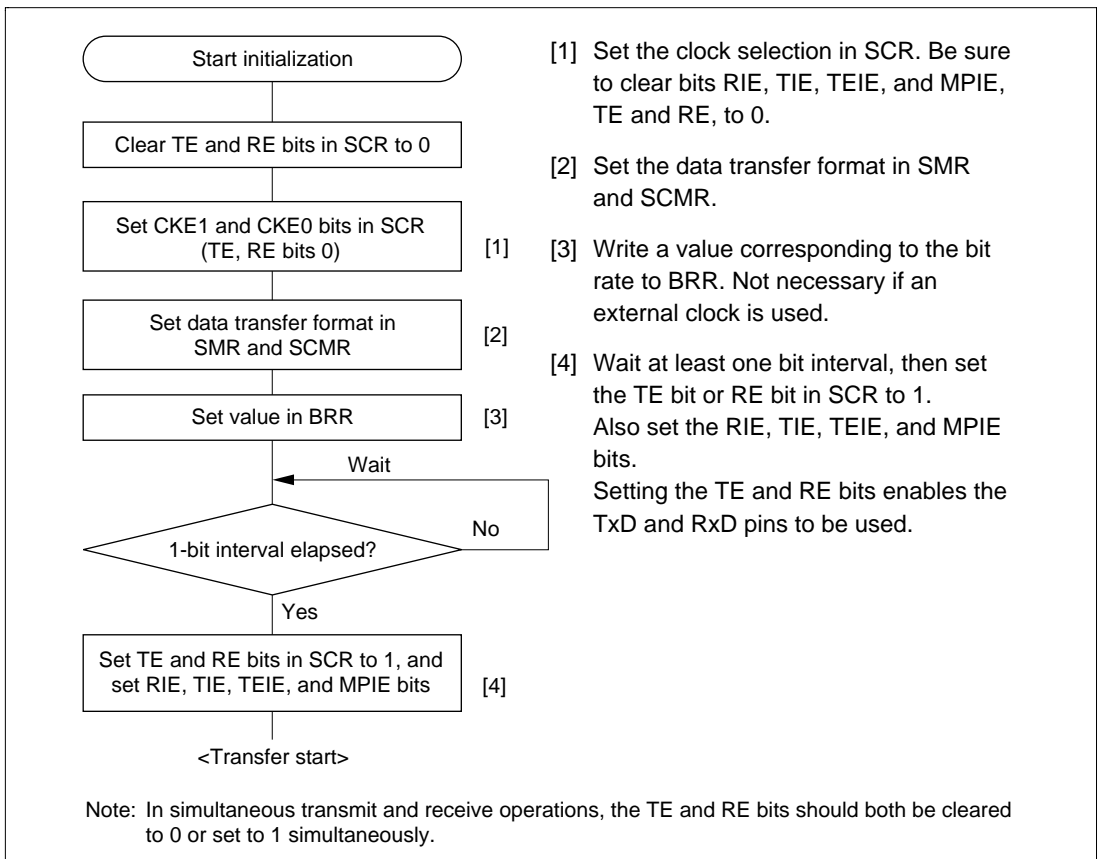 Start initialization
Clear TE and RE bits in SCR to 0
Set CKE1 and CKE0 bits in SCR
(TE, RE bits 0)
[1]
Set data transfer format in
SMR and SCMR
[2]
Set value in BRR
[3]
Wait
1-bit interval elapsed?
No
Yes
Set TE and RE bits in SCR to 1, and
set RIE, TIE, TEIE, and MPIE bits
[4]
<Transfer start>
[1] Set the clock selection in SCR. Be sure
to clear bits RIE, TIE, TEIE, and MPIE,
TE and RE, to 0.
[2] Set the data transfer format in SMR
and SCMR.
[3] Write a value corresponding to the bit
rate to BRR. Not necessary if an
external clock is used.
[4] Wait at least one bit interval, then set
the TE bit or RE bit in SCR to 1.
Also set the RIE, TIE, TEIE, and MPIE
bits.
Setting the TE and RE bits enables the
TxD and RxD pins to be used.
Note: In simultaneous transmit and receive operations, the TE and RE bits should both be cleared
to 0 or set to 1 simultaneously.